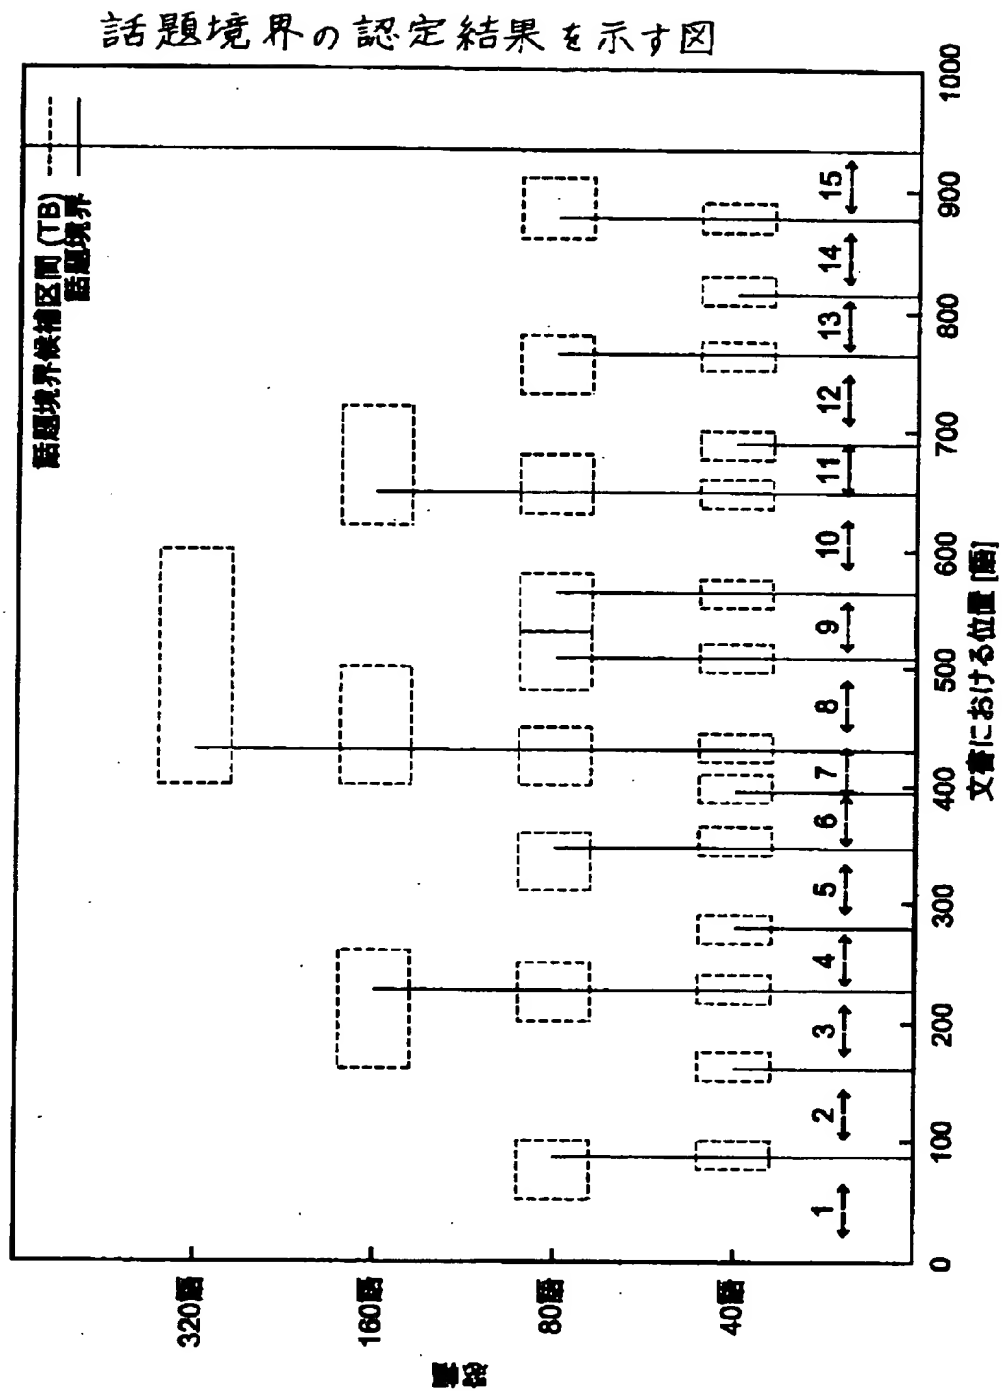 話題境界の認定結果を示す図
話題境界候補区間 (TB)
話題境界
320語
160語
80語
40語
窓幅
1 2 3 4 5 6 7 8 9 10 11 12 13 14 15
0 100 200 300 400 500 600 700 800 900 1000
文書における位置 [語]